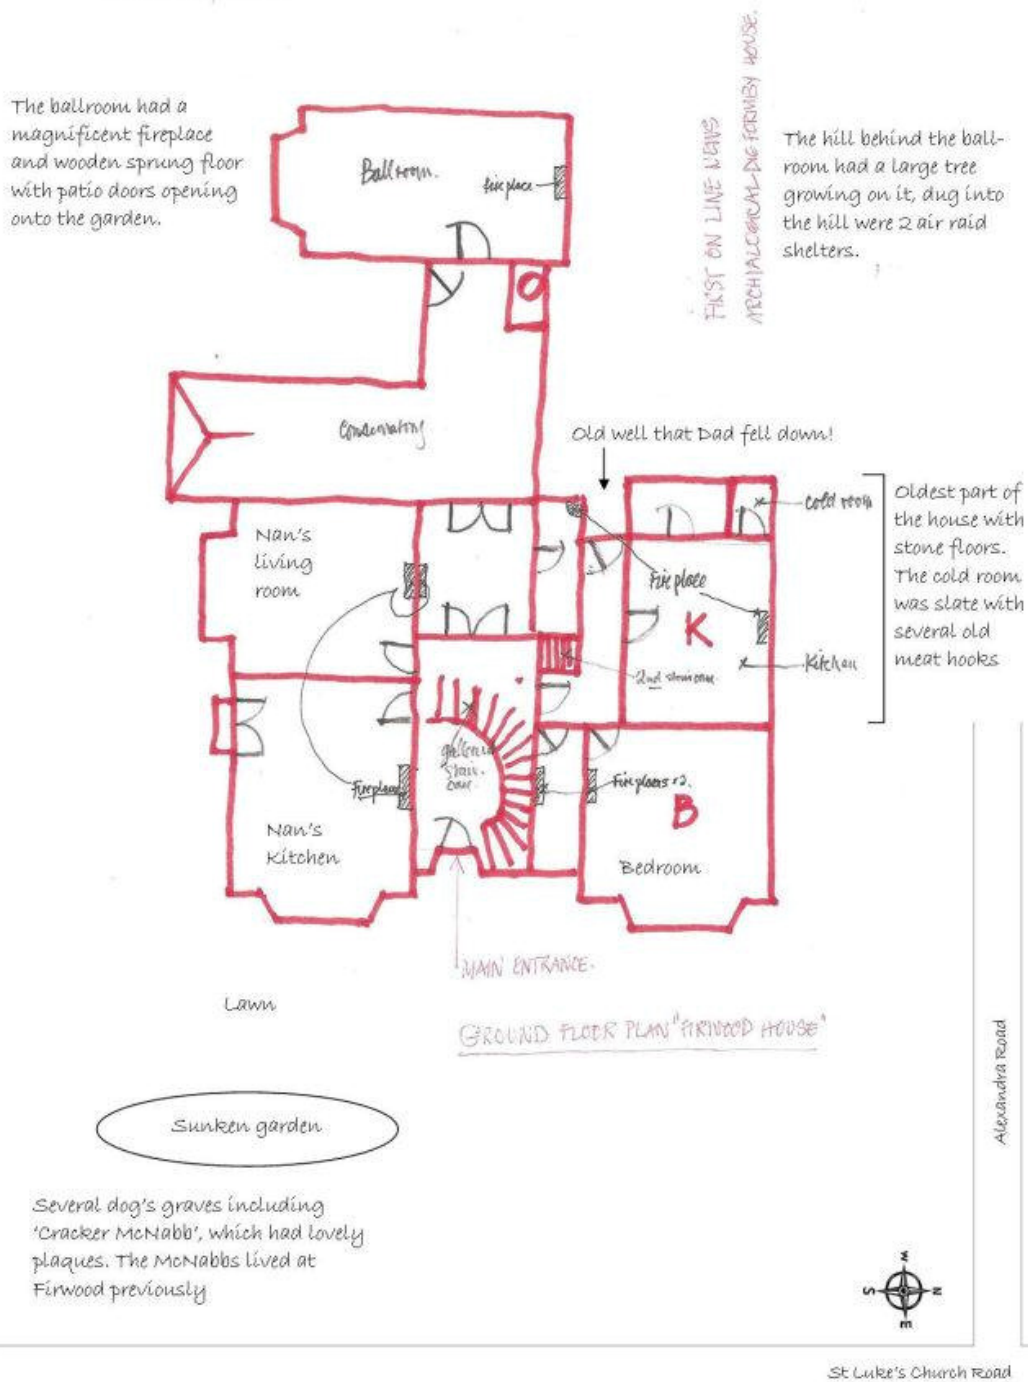 The ballroom had a
magnificent fireplace
and wooden sprung floor
with patio doors opening
onto the garden.
Ballroom.
fireplace
FIRST ON LINE NEWS
ARCHIALOGICAL DIG FORMBY HOUSE.
The hill behind the ball-
room had a large tree
growing on it, dug into
the hill were 2 air raid
shelters.
Old well that Dad fell down!
cold room
Oldest part of
the house with
stone floors.
The cold room
was slate with
several old
meat hooks
Nan's
living
room
Fireplace
K
Kitchen
2nd staircase
Stair
case
Fireplace
Fireplaces x2.
B
Nan's
Kitchen
Bedroom
MAIN ENTRANCE.
Lawn
GROUND FLOOR PLAN "FIRWOOD HOUSE"
Alexandra Road
Sunken garden
Several dog's graves including
'Cracker McNabb', which had lovely
plaques. The McNabbs lived at
Firwood previously
W
S
N
E
St Luke's Church Road